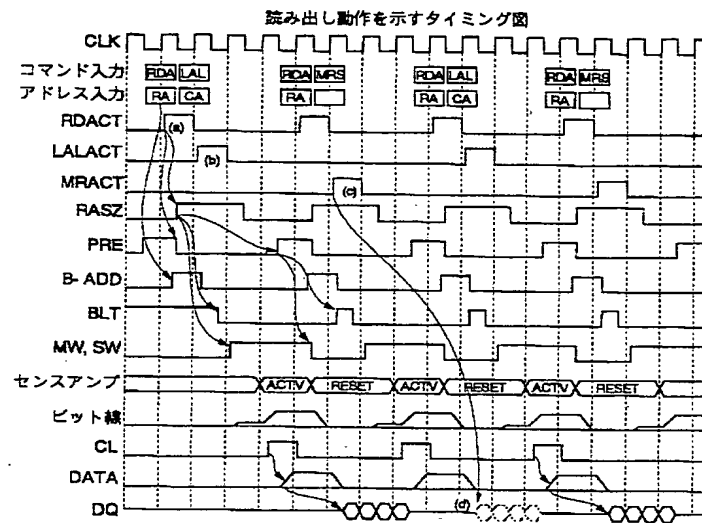 読み出し動作を示すタイミング図
CLK
コマンド入力 RDA LAL RDA MRS RDA LAL RDA MRS
アドレス入力 RA CA RA RA CA RA
RDACT (a)
LALACT (b)
MRACT (c)
RASZ
PRE
B-ADD
BLT
MW, SW
センスアンプ ACTIV RESET ACTIV RESET ACTIV RESET
ビット線
CL
DATA
DQ (d)